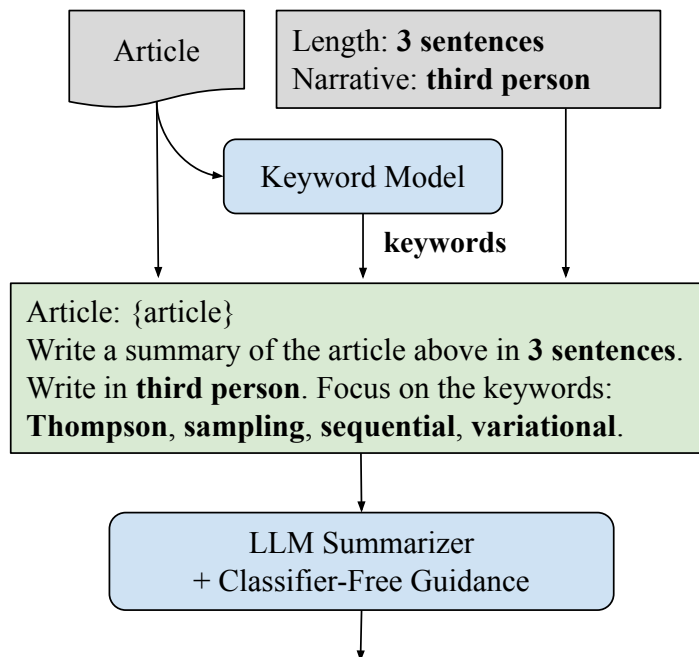 Article
Length: 3 sentences
Narrative: third person
Keyword Model
keywords
Article: {article}
Write a summary of the article above in 3 sentences.
Write in third person. Focus on the keywords:
Thompson, sampling, sequential, variational.
LLM Summarizer
+ Classifier-Free Guidance